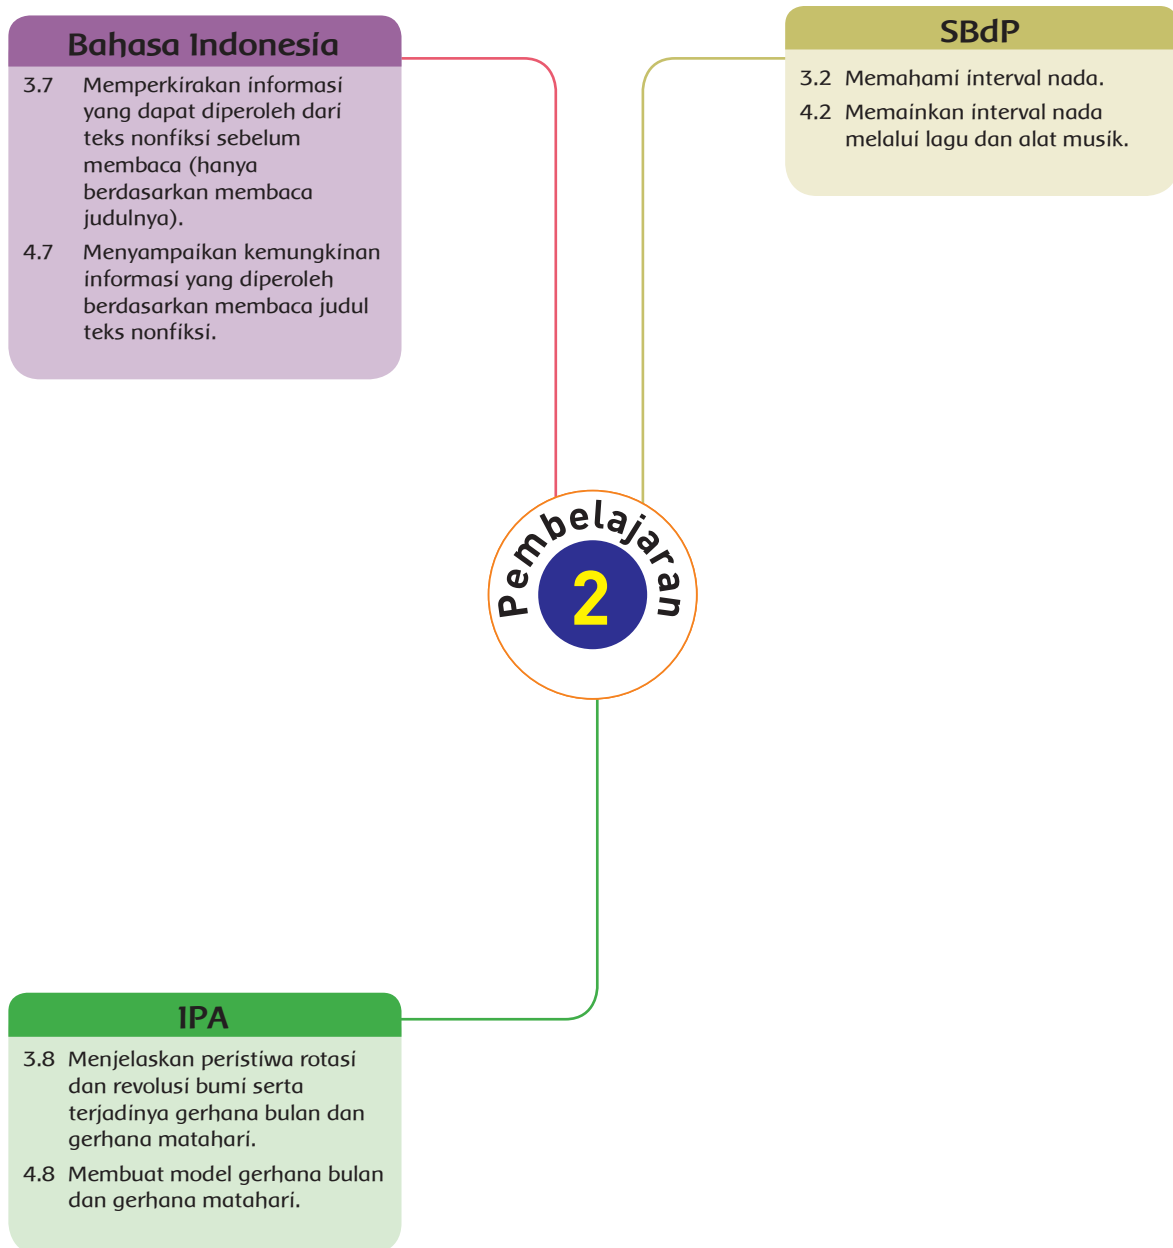 Bahasa Indonesia
3.7 Memperkirakan informasi
yang dapat diperoleh dari
teks nonfiksi sebelum
membaca (hanya
berdasarkan membaca
judulnya).
4.7 Menyampaikan kemungkinan
informasi yang diperoleh
berdasarkan membaca judul
teks nonfiksi.
SBdP
3.2 Memahami interval nada.
4.2 Memainkan interval nada
melalui lagu dan alat musik.
Pembelajaran
2
IPA
3.8 Menjelaskan peristiwa rotasi
dan revolusi bumi serta
terjadinya gerhana bulan dan
gerhana matahari.
4.8 Membuat model gerhana bulan
dan gerhana matahari.